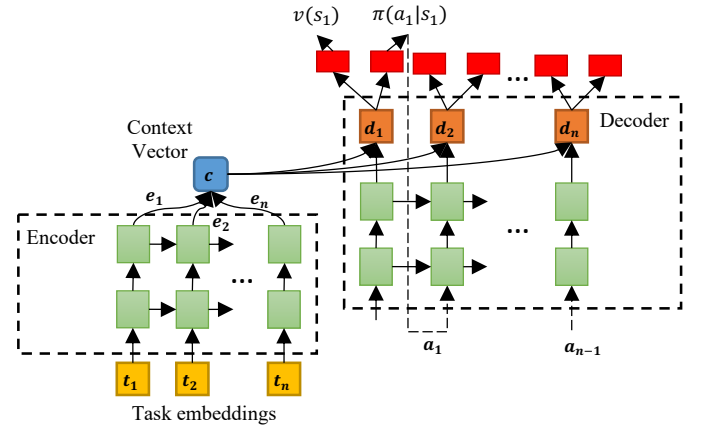 v(s₁) π(a₁|s₁)
...
d₁ d₂ dₙ Decoder
Context
Vector
c
e₁ eₙ
e₂
Encoder
...
...
a₁ aₙ₋₁
t₁ t₂ tₙ
Task embeddings